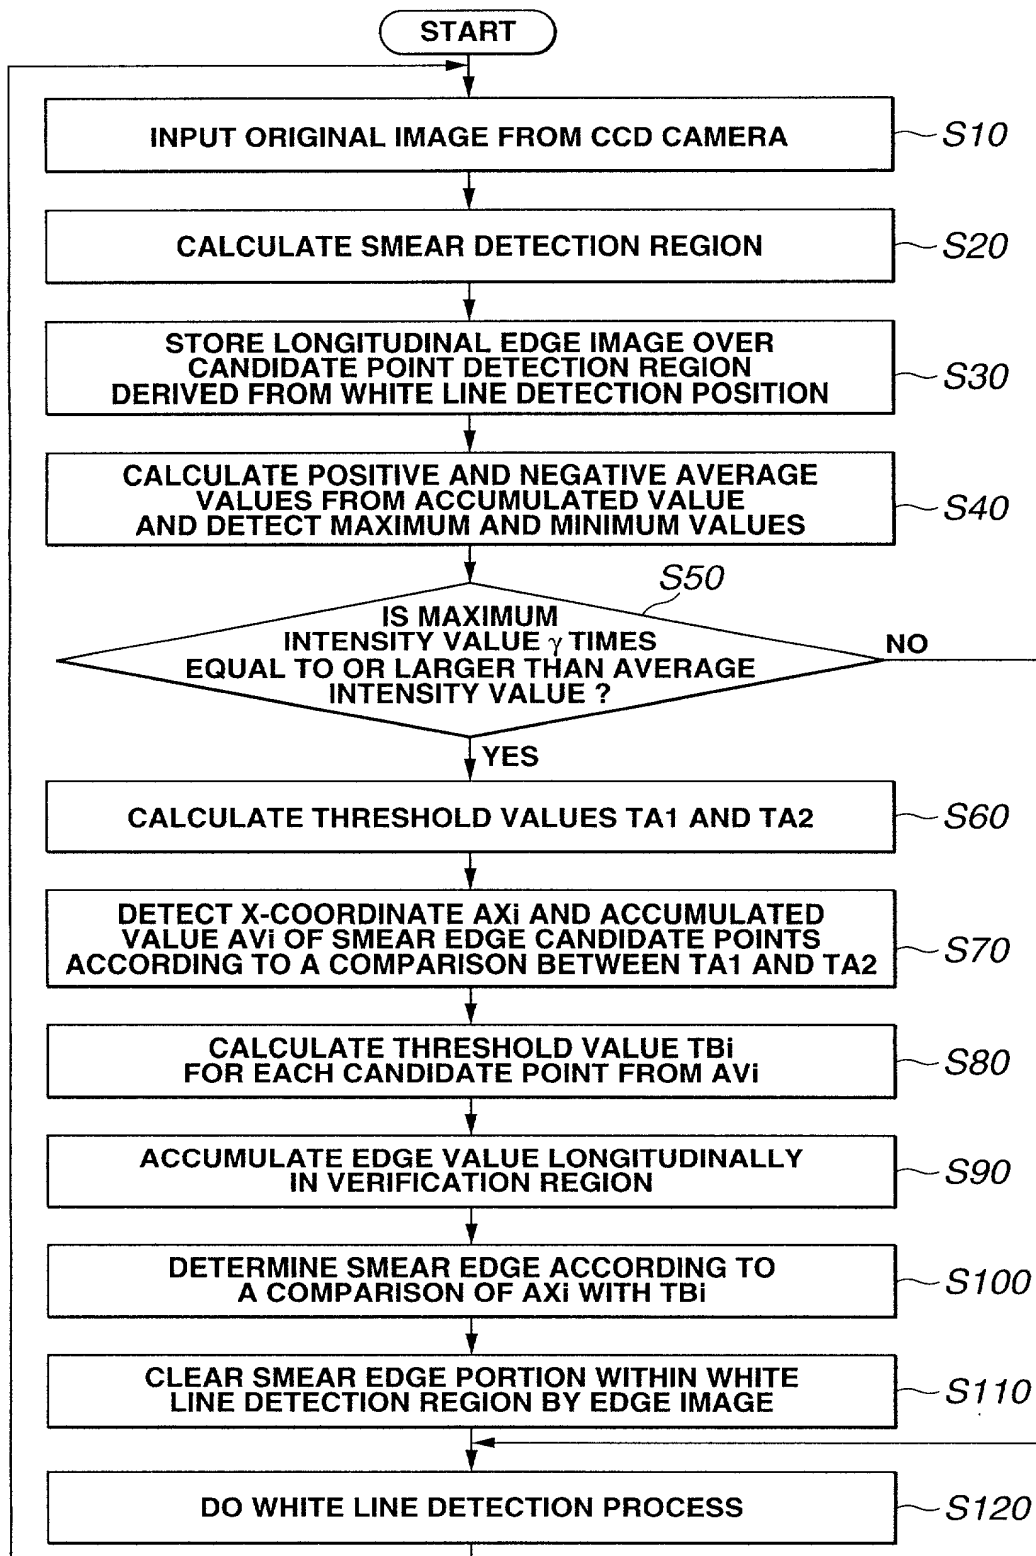 START
INPUT ORIGINAL IMAGE FROM CCD CAMERA
S10
CALCULATE SMEAR DETECTION REGION
S20
STORE LONGITUDINAL EDGE IMAGE OVER
CANDIDATE POINT DETECTION REGION
DERIVED FROM WHITE LINE DETECTION POSITION
S30
CALCULATE POSITIVE AND NEGATIVE AVERAGE
VALUES FROM ACCUMULATED VALUE
AND DETECT MAXIMUM AND MINIMUM VALUES
S40
S50
IS MAXIMUM
INTENSITY VALUE γ TIMES
EQUAL TO OR LARGER THAN AVERAGE
INTENSITY VALUE ?
NO
YES
CALCULATE THRESHOLD VALUES TA1 AND TA2
S60
DETECT X-COORDINATE AXi AND ACCUMULATED
VALUE AVi OF SMEAR EDGE CANDIDATE POINTS
ACCORDING TO A COMPARISON BETWEEN TA1 AND TA2
S70
CALCULATE THRESHOLD VALUE TBi
FOR EACH CANDIDATE POINT FROM AVi
S80
ACCUMULATE EDGE VALUE LONGITUDINALLY
IN VERIFICATION REGION
S90
DETERMINE SMEAR EDGE ACCORDING TO
A COMPARISON OF AXi WITH TBi
S100
CLEAR SMEAR EDGE PORTION WITHIN WHITE
LINE DETECTION REGION BY EDGE IMAGE
S110
DO WHITE LINE DETECTION PROCESS
S120